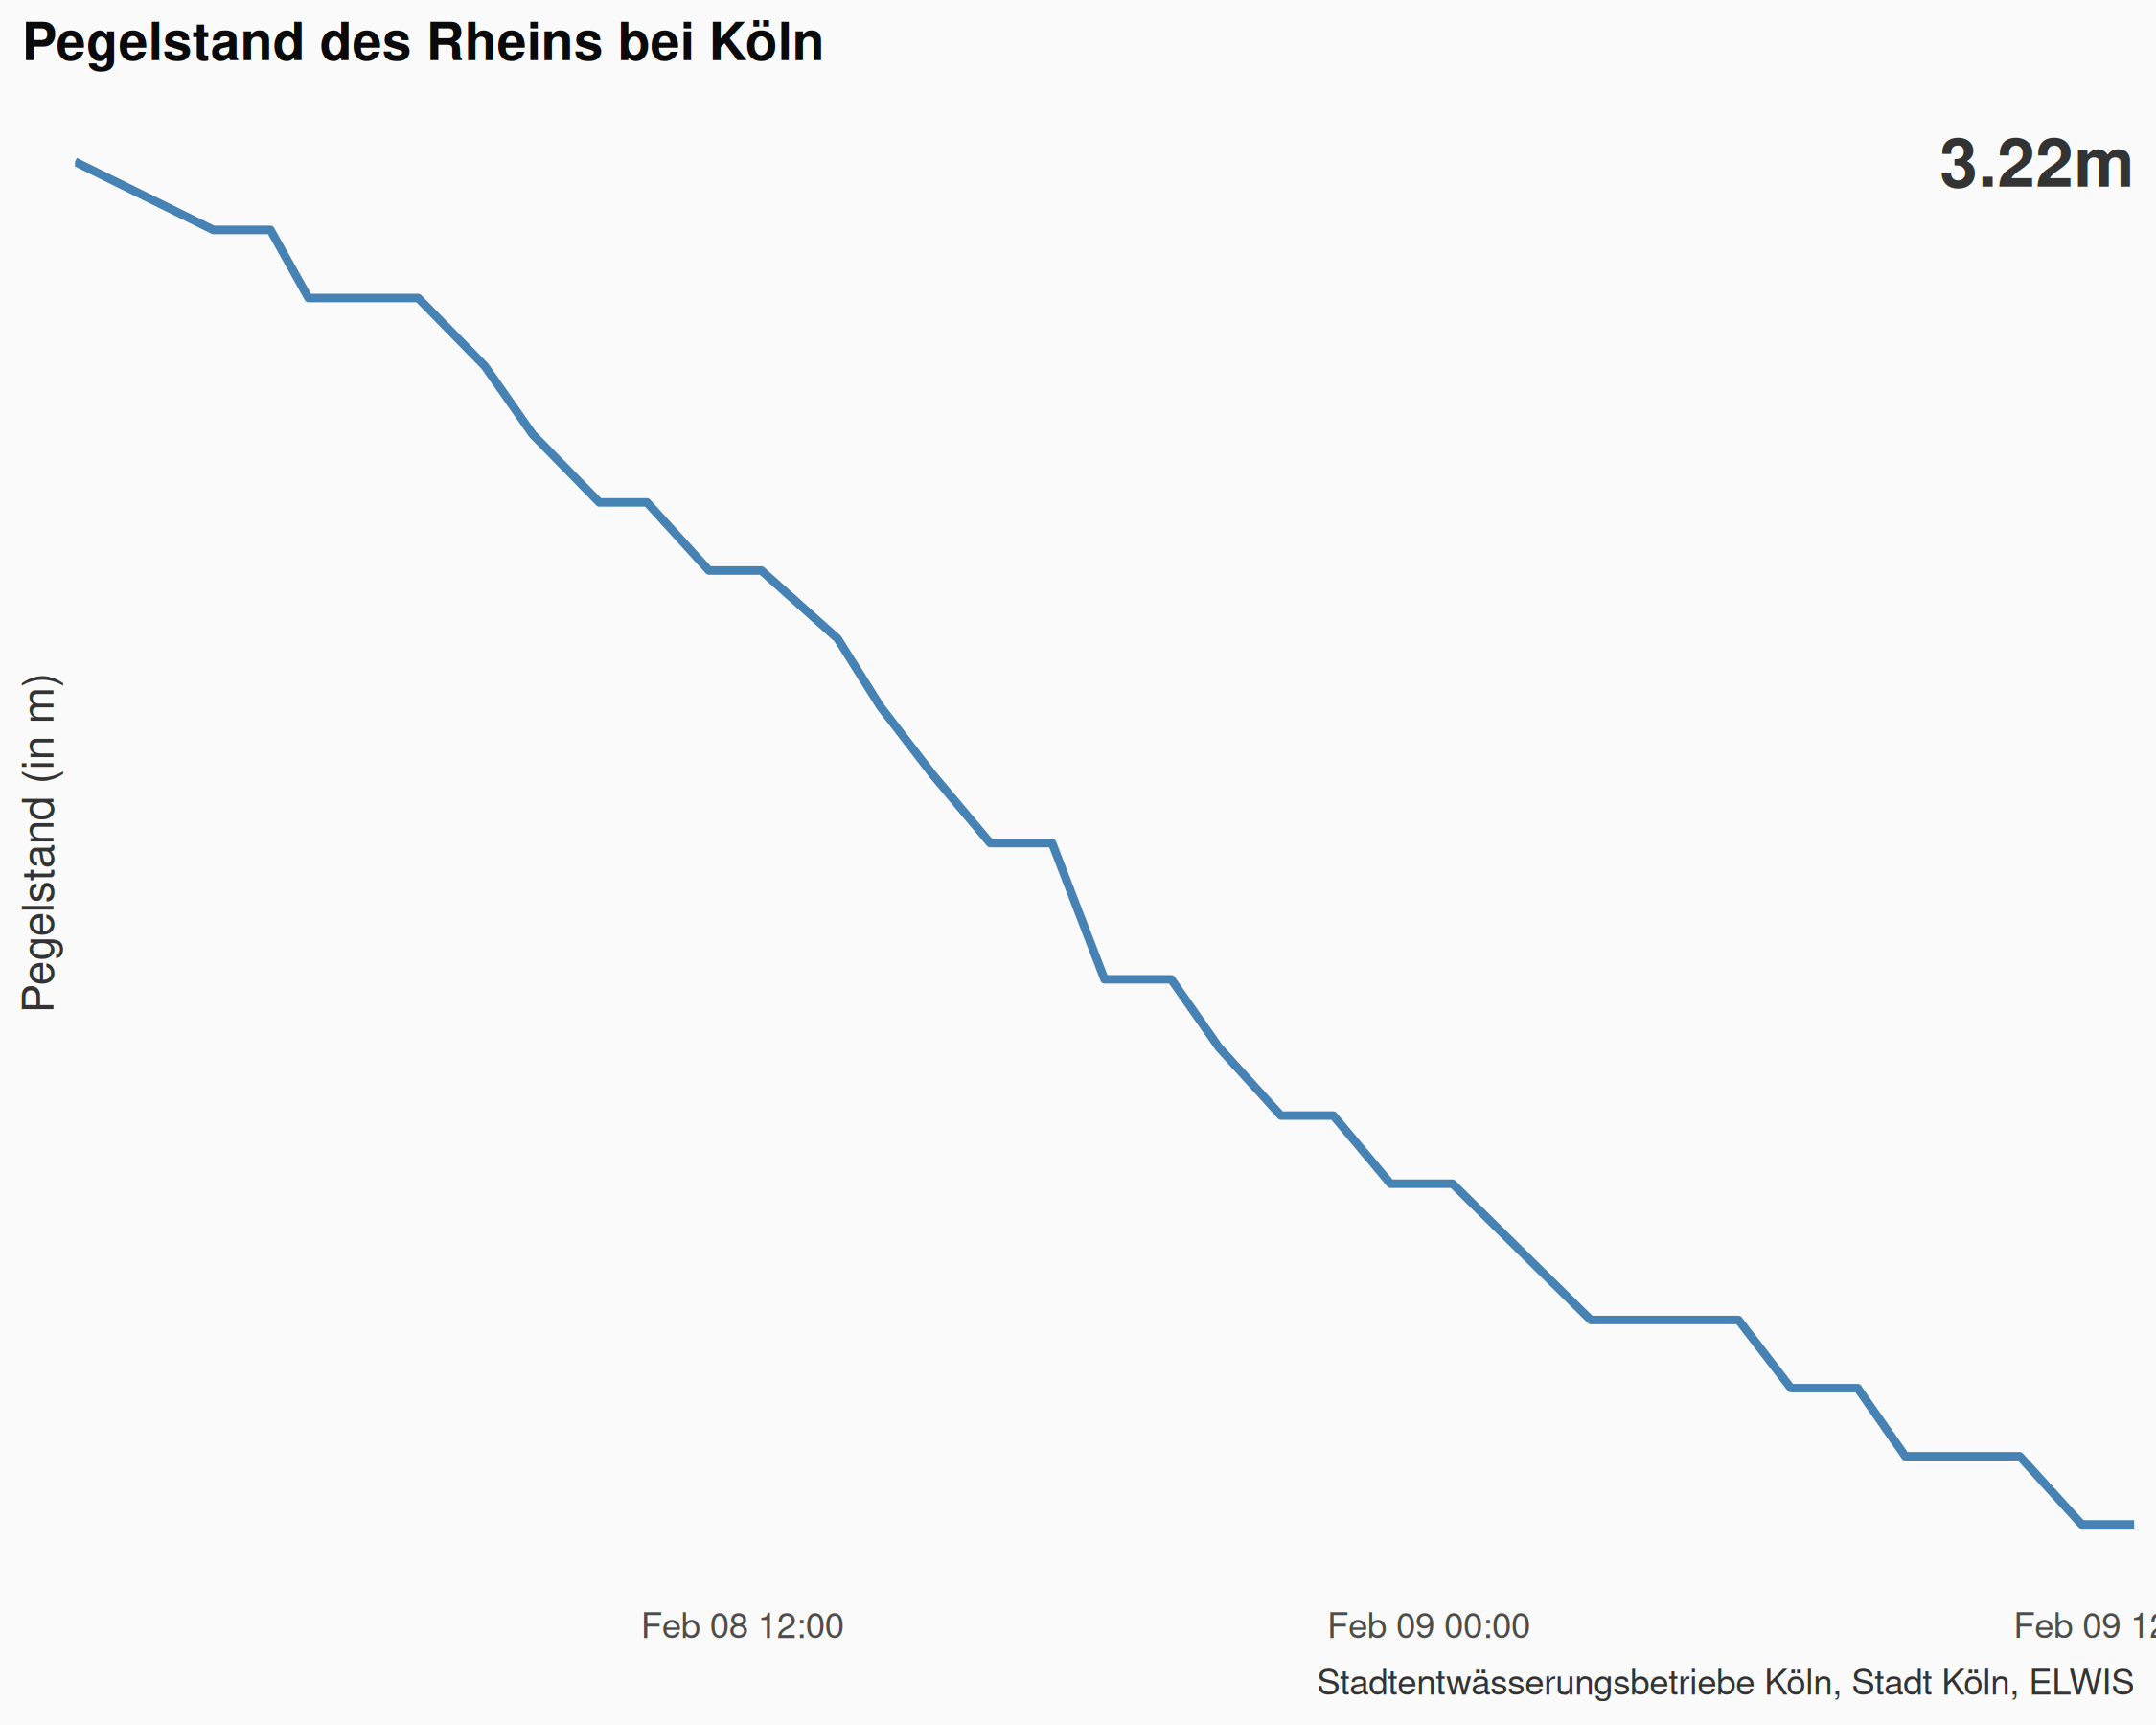 Pegelstand des Rheins bei Köln
3.22m
Pegelstand (in m)
Feb 08 12:00
Feb 09 00:00
Feb 09 12
Stadtentwässerungsbetriebe Köln, Stadt Köln, ELWIS